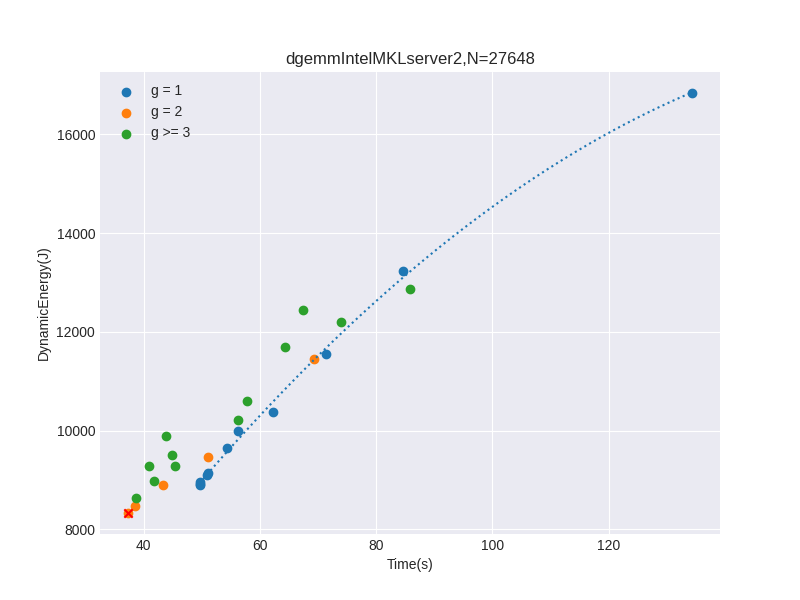 dgemmIntelMKLserver2,N=27648
g = 1
g = 2
g >= 3
DynamicEnergy(J)
16000
14000
12000
10000
8000
40 60 80 100 120
Time(s)